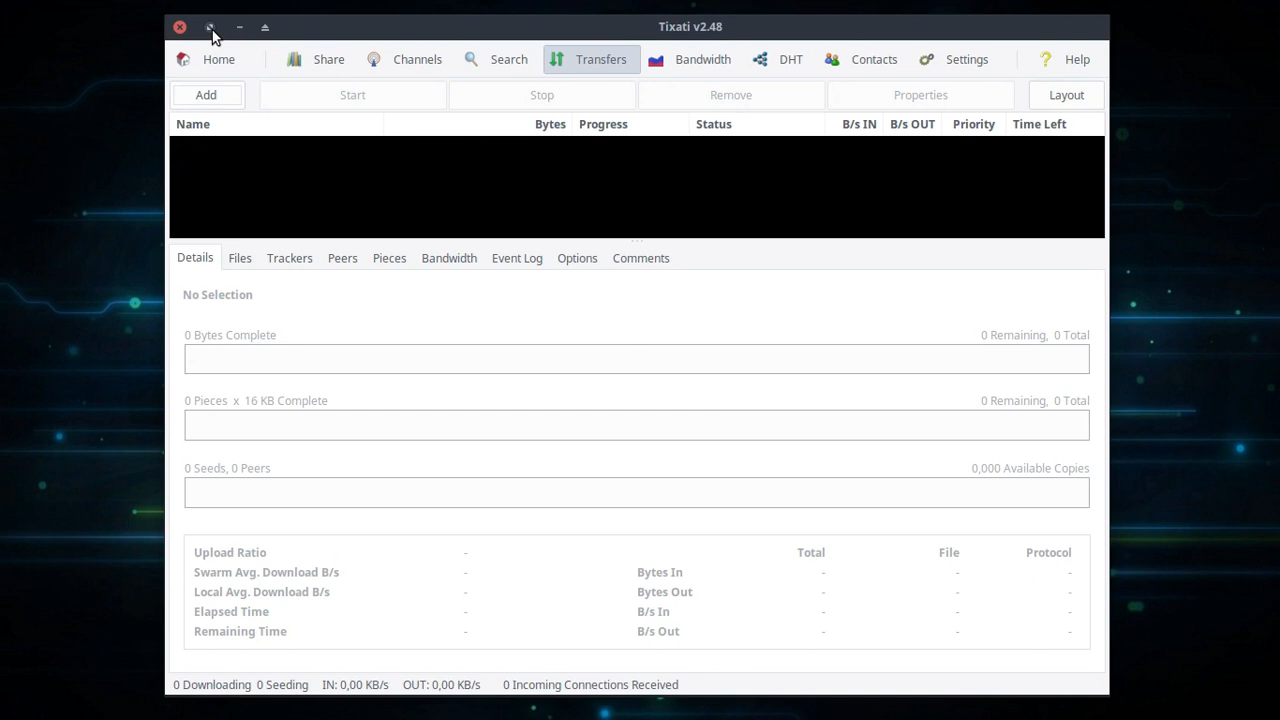 Tixati v2.48
Home Share Channels Search Transfers Bandwidth DHT Contacts Settings Help
Add Start Stop Remove Properties Layout
Name Bytes Progress Status B/s IN B/s OUT Priority Time Left
Details Files Trackers Peers Pieces Bandwidth Event Log Options Comments
No Selection
0 Bytes Complete 0 Remaining, 0 Total
0 Pieces x 16 KB Complete 0 Remaining, 0 Total
0 Seeds, 0 Peers 0,000 Available Copies
Upload Ratio - Total File Protocol
Swarm Avg. Download B/s - Bytes In - - -
Local Avg. Download B/s - Bytes Out - - -
Elapsed Time - B/s In - - -
Remaining Time - B/s Out - - -
0 Downloading 0 Seeding IN: 0,00 KB/s OUT: 0,00 KB/s 0 Incoming Connections Received